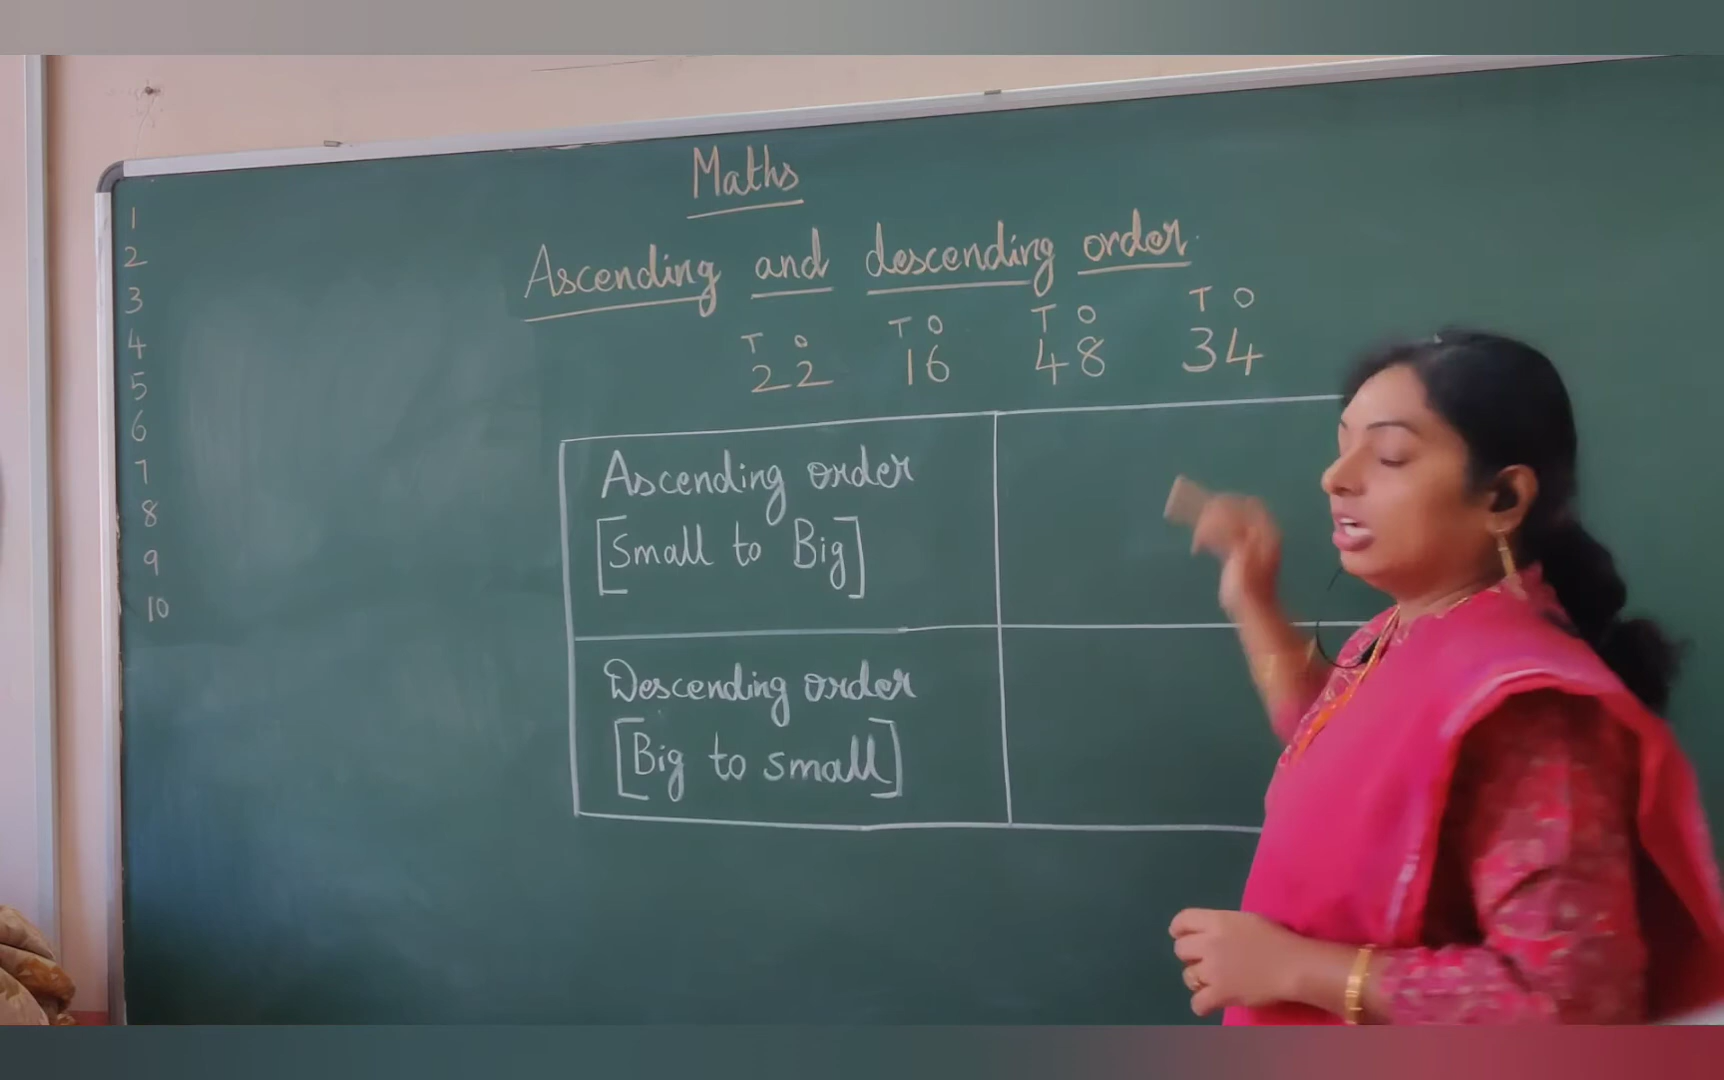 Maths
Ascending and descending order.
T O T O T O T O
22 16 48 34
1
2
3
4
5
6
7
8
9
10
Ascending order
[Small to Big]
Descending order
[Big to small]